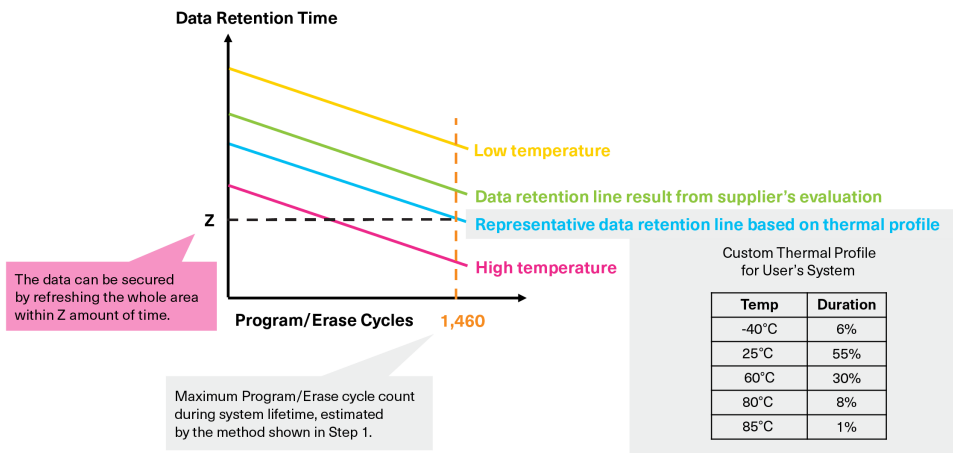 Data Retention Time
Low temperature
Data retention line result from supplier's evaluation
Z
Representative data retention line based on thermal profile
High temperature
The data can be secured
by refreshing the whole area
within Z amount of time.
Program/Erase Cycles
1,460
Maximum Program/Erase cycle count
during system lifetime, estimated
by the method shown in Step 1.
Custom Thermal Profile
for User's System
Temp Duration
-40°C 6%
25°C 55%
60°C 30%
80°C 8%
85°C 1%